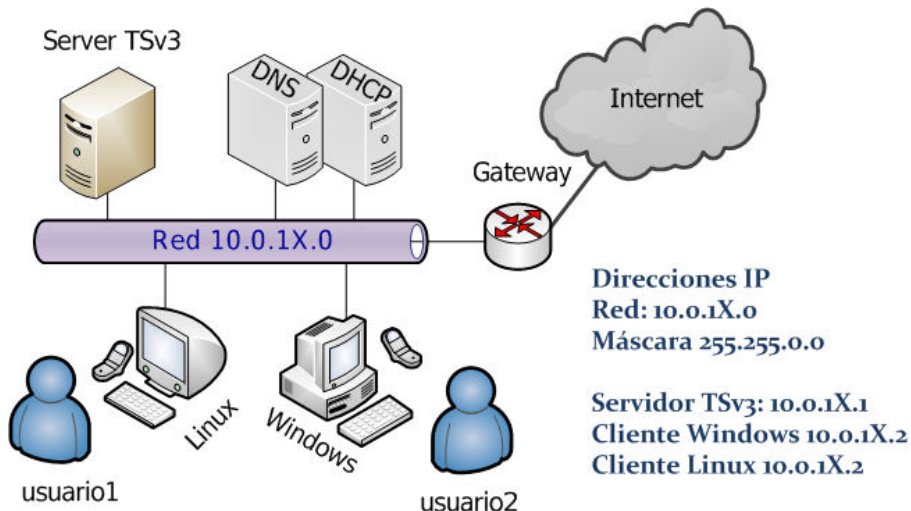 Server TSv3
DNS
DHCP
Internet
Gateway
Red 10.0.1X.0
Direcciones IP
Red: 10.0.1X.0
Máscara 255.255.0.0
Servidor TSv3: 10.0.1X.1
Cliente Windows 10.0.1X.2
Cliente Linux 10.0.1X.2
Linux
Windows
usuario1
usuario2